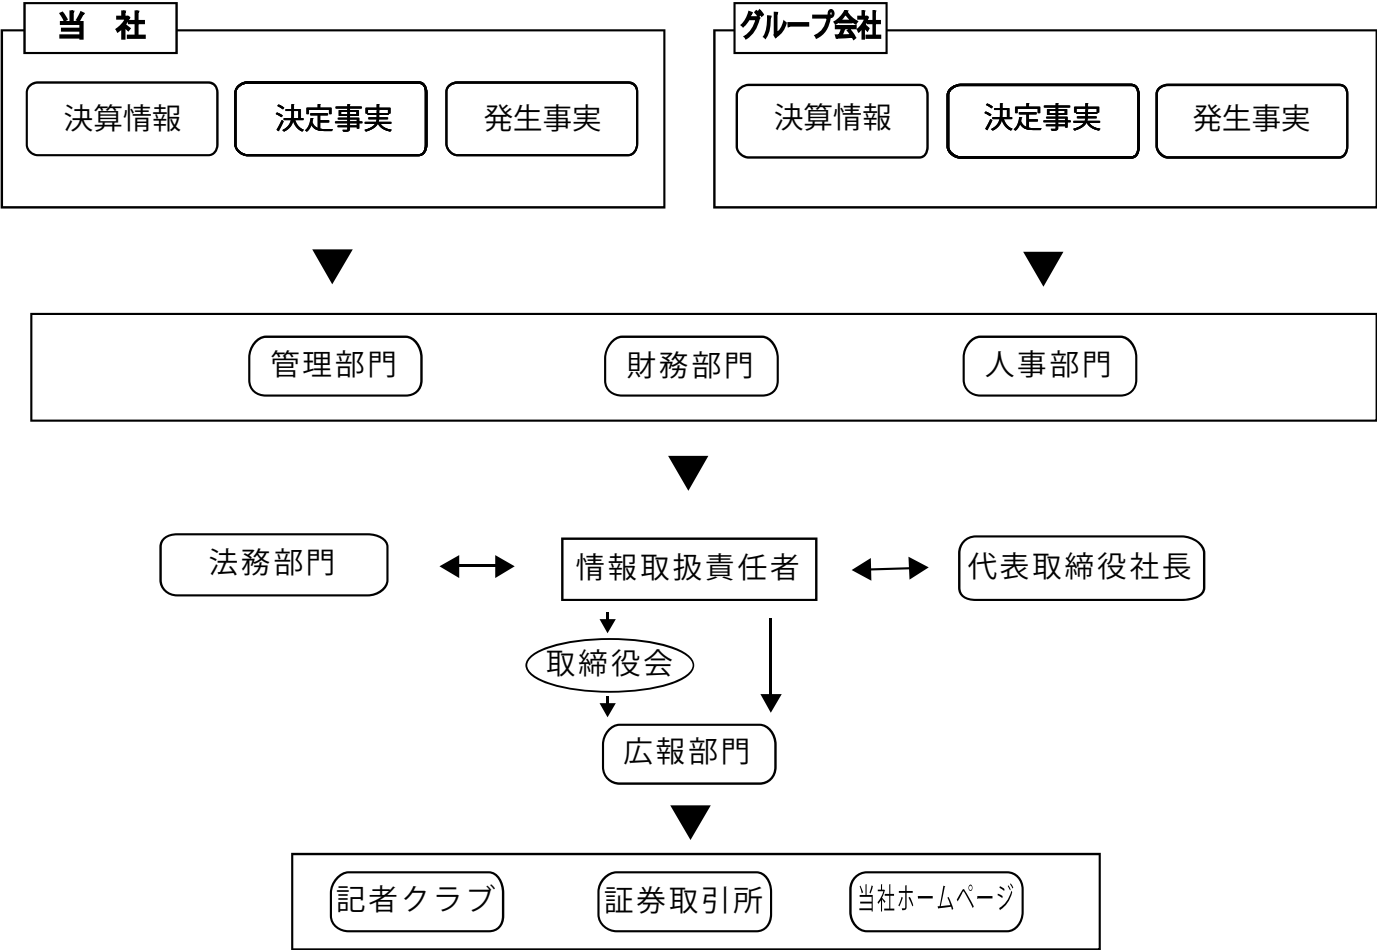 当　社
グループ会社
決算情報
決定事実
発生事実
決算情報
決定事実
発生事実
管理部門
財務部門
人事部門
法務部門
情報取扱責任者
代表取締役社長
取締役会
広報部門
記者クラブ
証券取引所
当社ホームページ